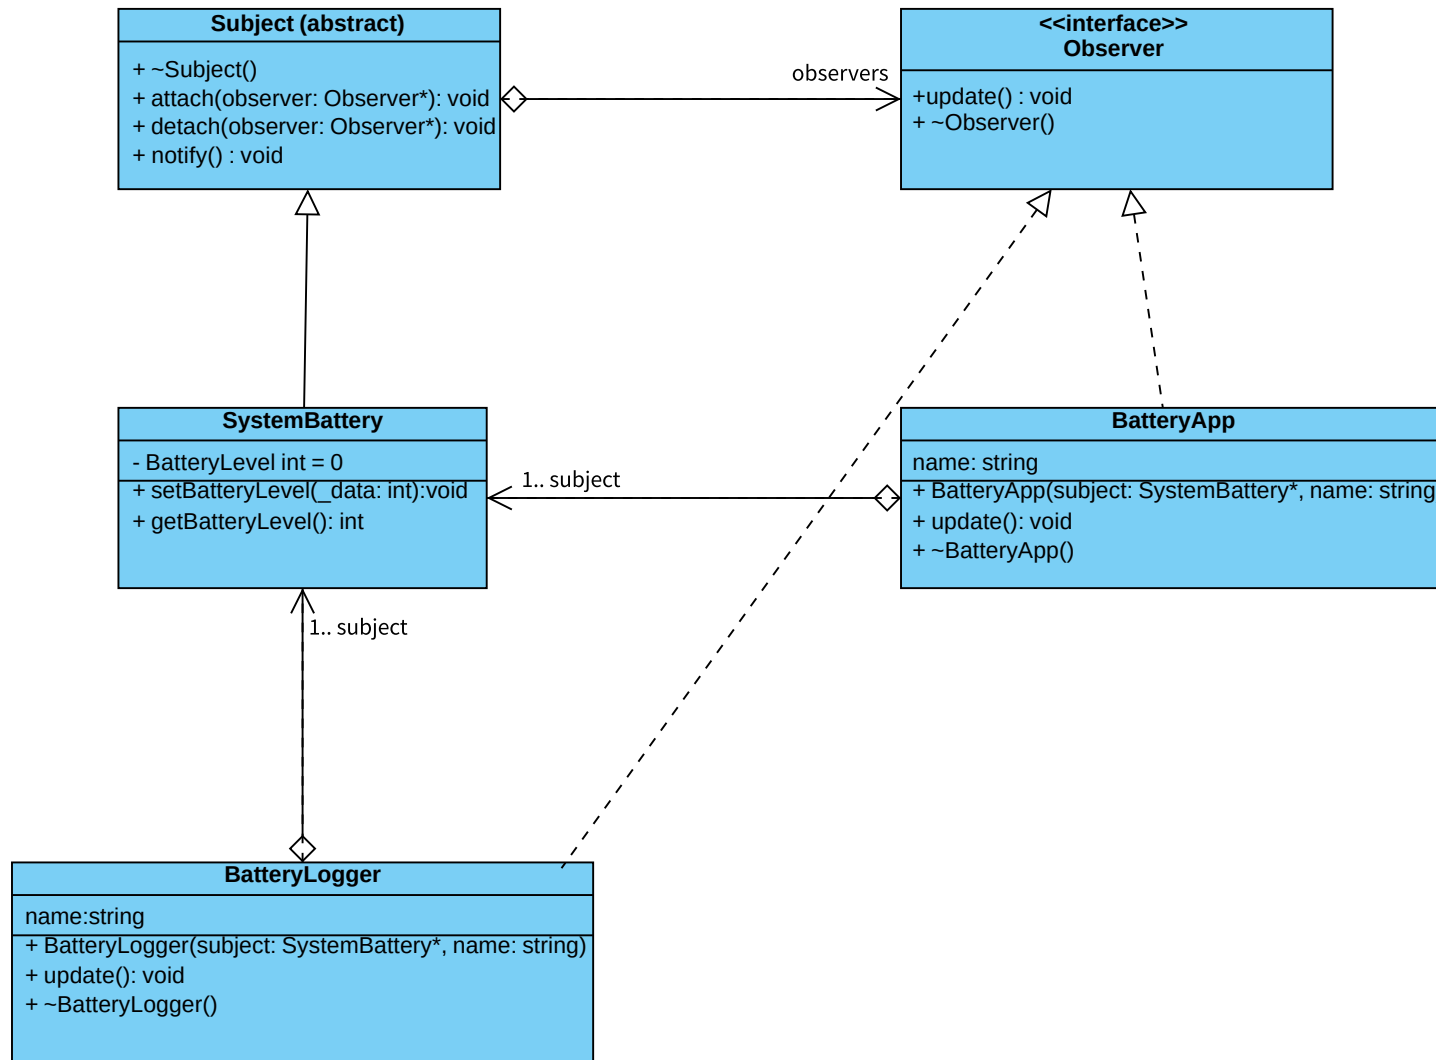 Subject (abstract)
+ ~Subject()
+ attach(observer: Observer*): void
+ detach(observer: Observer*): void
+ notify() : void
observers
<<interface>>
Observer
+update() : void
+ ~Observer()
SystemBattery
- BatteryLevel int = 0
+ setBatteryLevel(_data: int):void
+ getBatteryLevel(): int
1.. subject
BatteryApp
name: string
+ BatteryApp(subject: SystemBattery*, name: string
+ update(): void
+ ~BatteryApp()
1.. subject
BatteryLogger
name:string
+ BatteryLogger(subject: SystemBattery*, name: string)
+ update(): void
+ ~BatteryLogger()